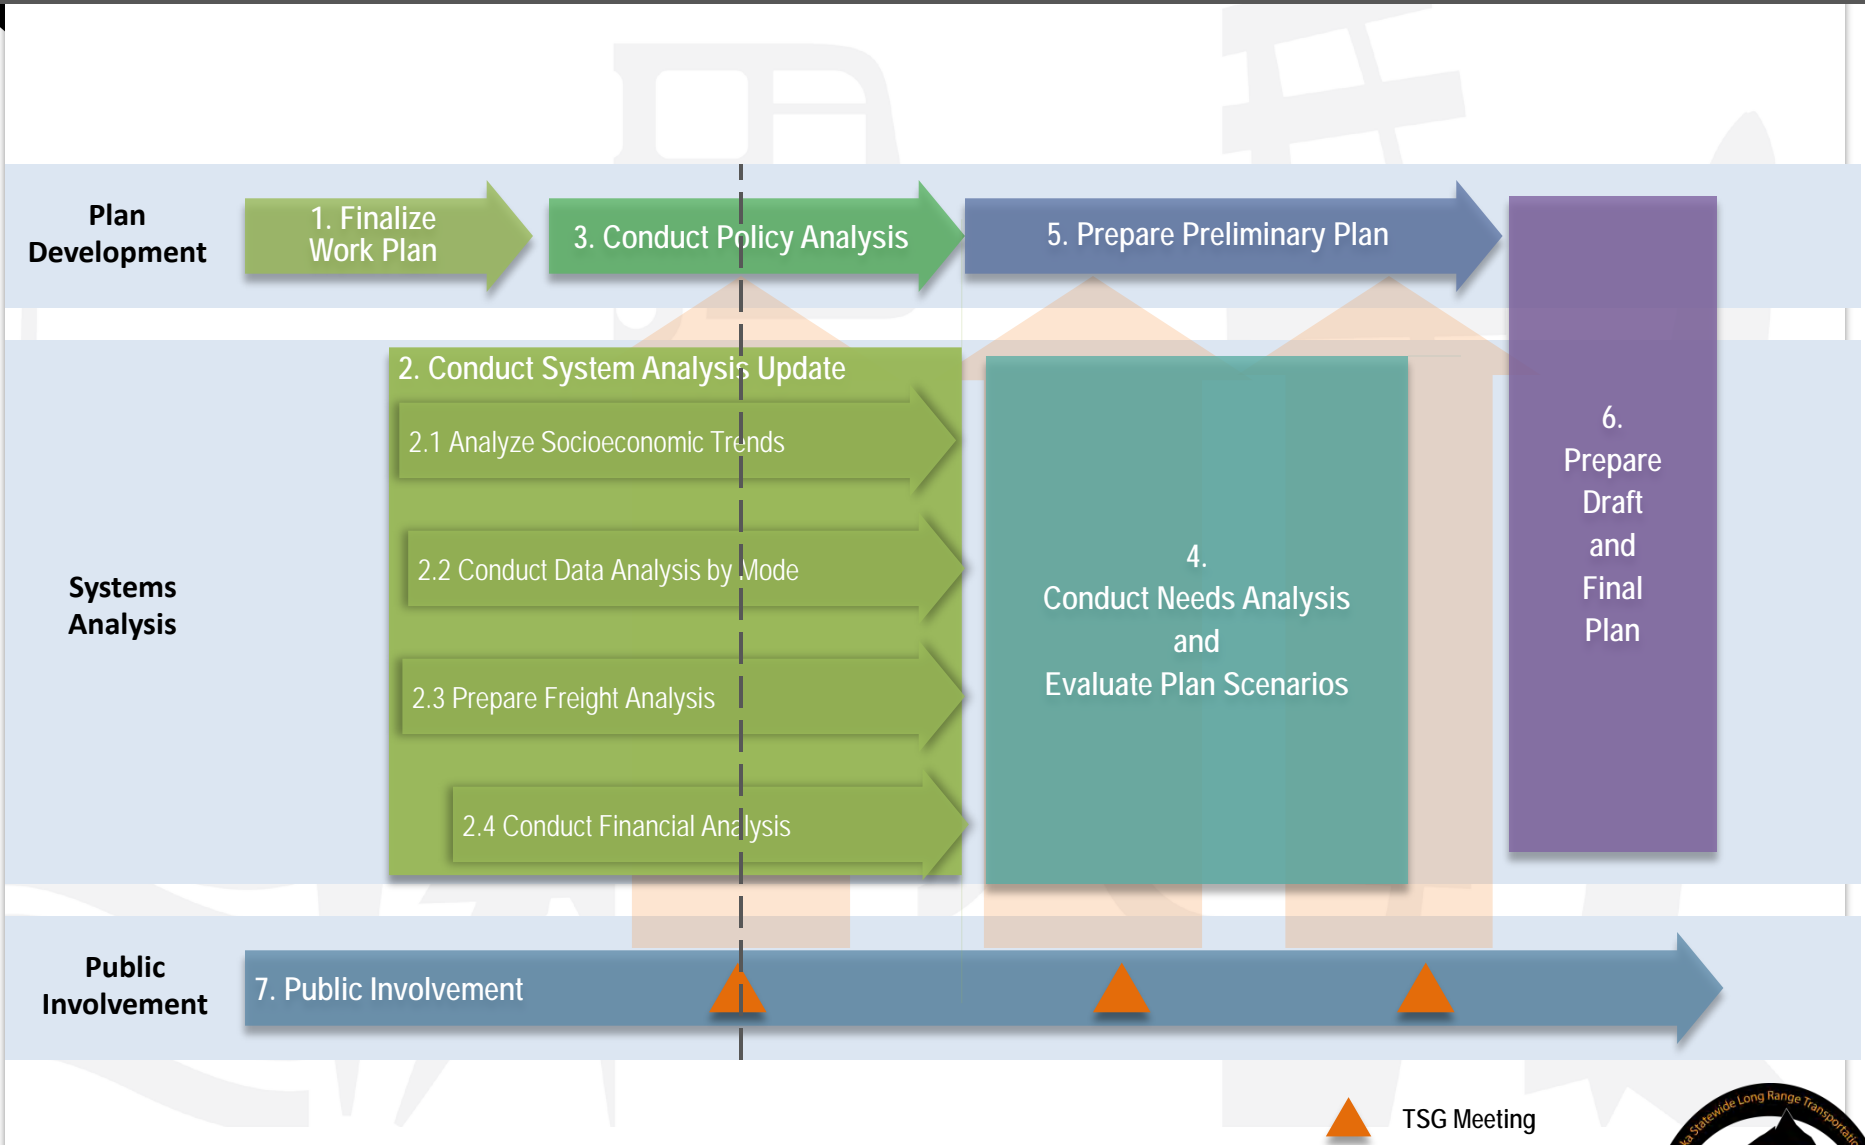 Plan
Development
1. Finalize
Work Plan
3. Conduct Policy Analysis
5. Prepare Preliminary Plan
6.
Prepare
Draft
and
Final
Plan
Systems
Analysis
2. Conduct System Analysis Update
2.1 Analyze Socioeconomic Trends
2.2 Conduct Data Analysis by Mode
2.3 Prepare Freight Analysis
2.4 Conduct Financial Analysis
4.
Conduct Needs Analysis
and
Evaluate Plan Scenarios
Public
Involvement
7. Public Involvement
TSG Meeting
Statewide Long Range